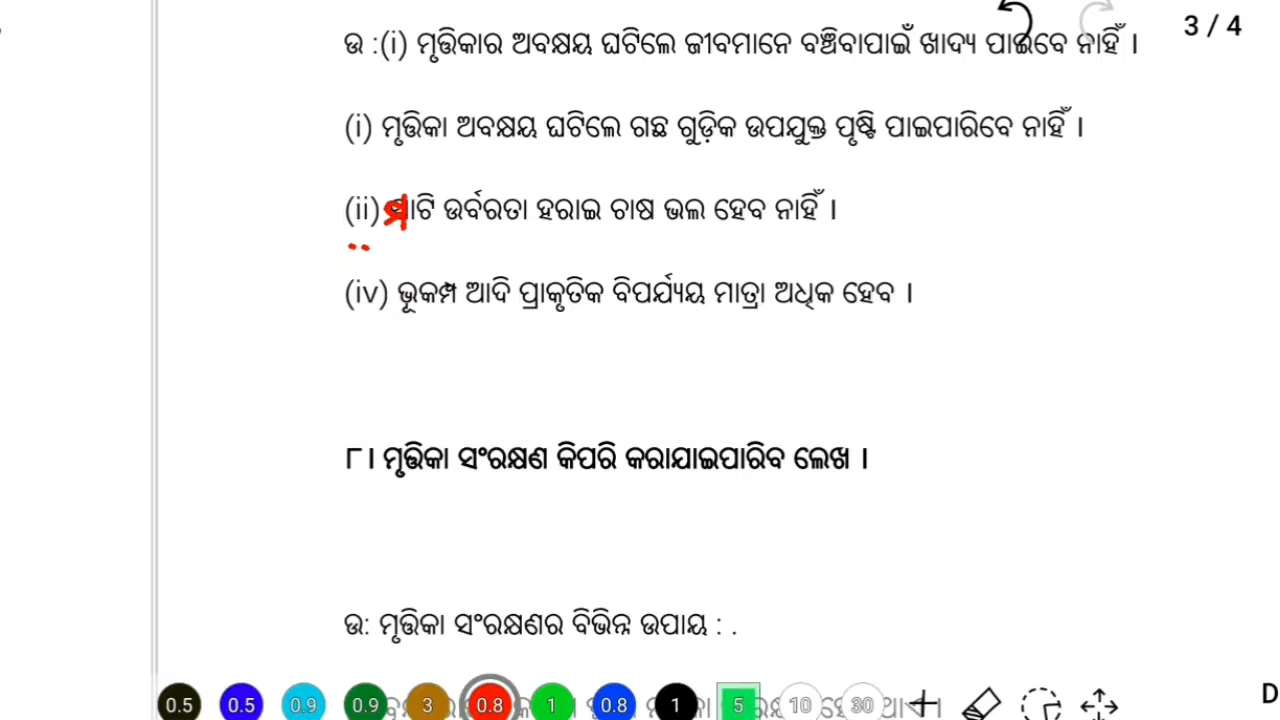 3 / 4
ଉ :(i) ମୃତ୍ତିକାର ଅବକ୍ଷୟ ଘଟିଲେ ଜୀବମାନେ ବଞ୍ଚିବାପାଇଁ ଖାଦ୍ୟ ପାଇବେ ନାହିଁ ।
(i) ମୃତ୍ତିକା ଅବକ୍ଷୟ ଘଟିଲେ ଗଛ ଗୁଡ଼ିକ ଉପଯୁକ୍ତ ପୃଷ୍ଟି ପାଇପାରିବେ ନାହିଁ ।
(ii) ମାଟି ଉର୍ବରତା ହରାଇ ଚାଷ ଭଲ ହେବ ନାହିଁ ।
(iv) ଭୂକମ୍ପ ଆଦି ପ୍ରାକୃତିକ ବିପର୍ଯ୍ୟୟ ମାତ୍ରା ଅଧିକ ହେବ ।
୮। ମୃତ୍ତିକା ସଂରକ୍ଷଣ କିପରି କରାଯାଇପାରିବ ଲେଖ ।
ଉ: ମୃତ୍ତିକା ସଂରକ୍ଷଣର ବିଭିନ୍ନ ଉପାୟ : .
0.5 0.5 0.9 0.9 3 0.8 1 0.8 1 5 10 30
D